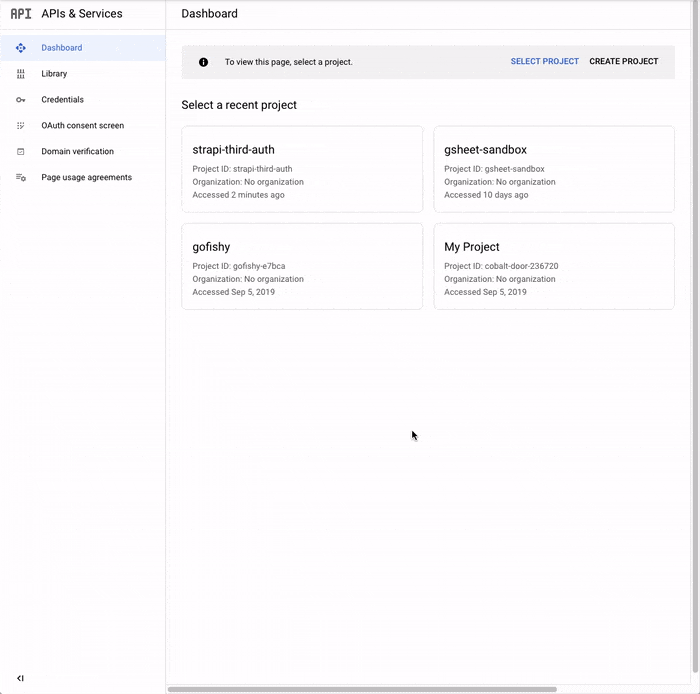 API APIs & Services
Dashboard
Library
Credentials
OAuth consent screen
Domain verification
Page usage agreements
Dashboard
To view this page, select a project.
SELECT PROJECT
CREATE PROJECT
Select a recent project
strapi-third-auth
Project ID: strapi-third-auth
Organization: No organization
Accessed 2 minutes ago
gsheet-sandbox
Project ID: gsheet-sandbox
Organization: No organization
Accessed 10 days ago
gofishy
Project ID: gofishy-e7bca
Organization: No organization
Accessed Sep 5, 2019
My Project
Project ID: cobalt-door-236720
Organization: No organization
Accessed Sep 5, 2019